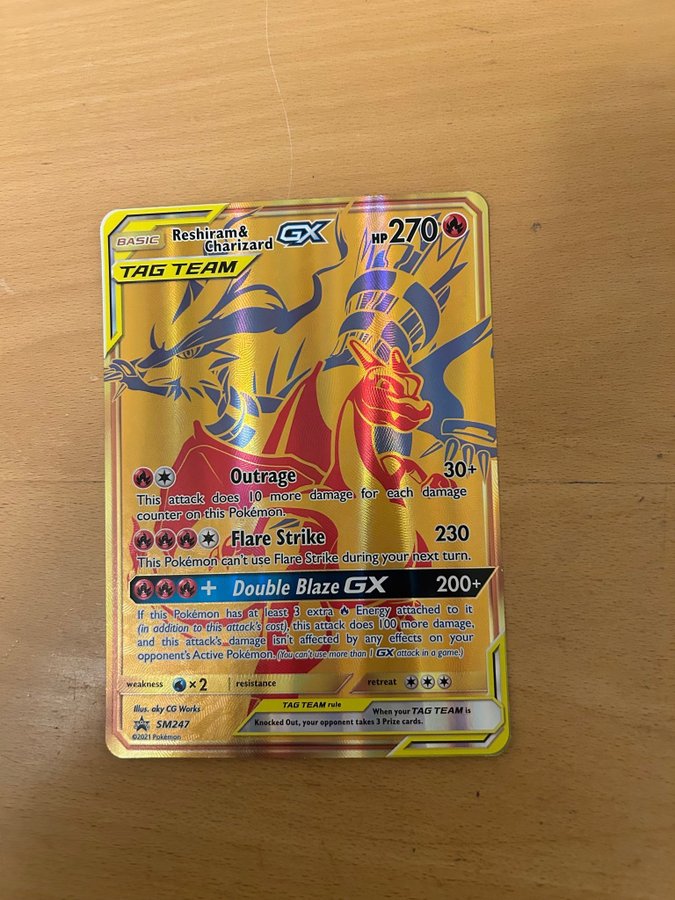 BASIC
Reshiram&
Charizard GX
HP 270
TAG TEAM
Outrage 30+
This attack does 10 more damage for each damage
counter on this Pokémon.
Flare Strike 230
This Pokémon can't use Flare Strike during your next turn.
+ Double Blaze GX 200+
If this Pokémon has at least 3 extra Energy attached to it
(in addition to this attack's cost), this attack does 100 more damage,
and this attack's damage isn't affected by any effects on your
opponent's Active Pokémon. (You can't use more than 1 GX attack in a game.)
weakness ×2 resistance retreat
Illus. aky CG Works
TAG TEAM rule
When your TAG TEAM is
Knocked Out, your opponent takes 3 Prize cards.
SM247
©2021 Pokémon